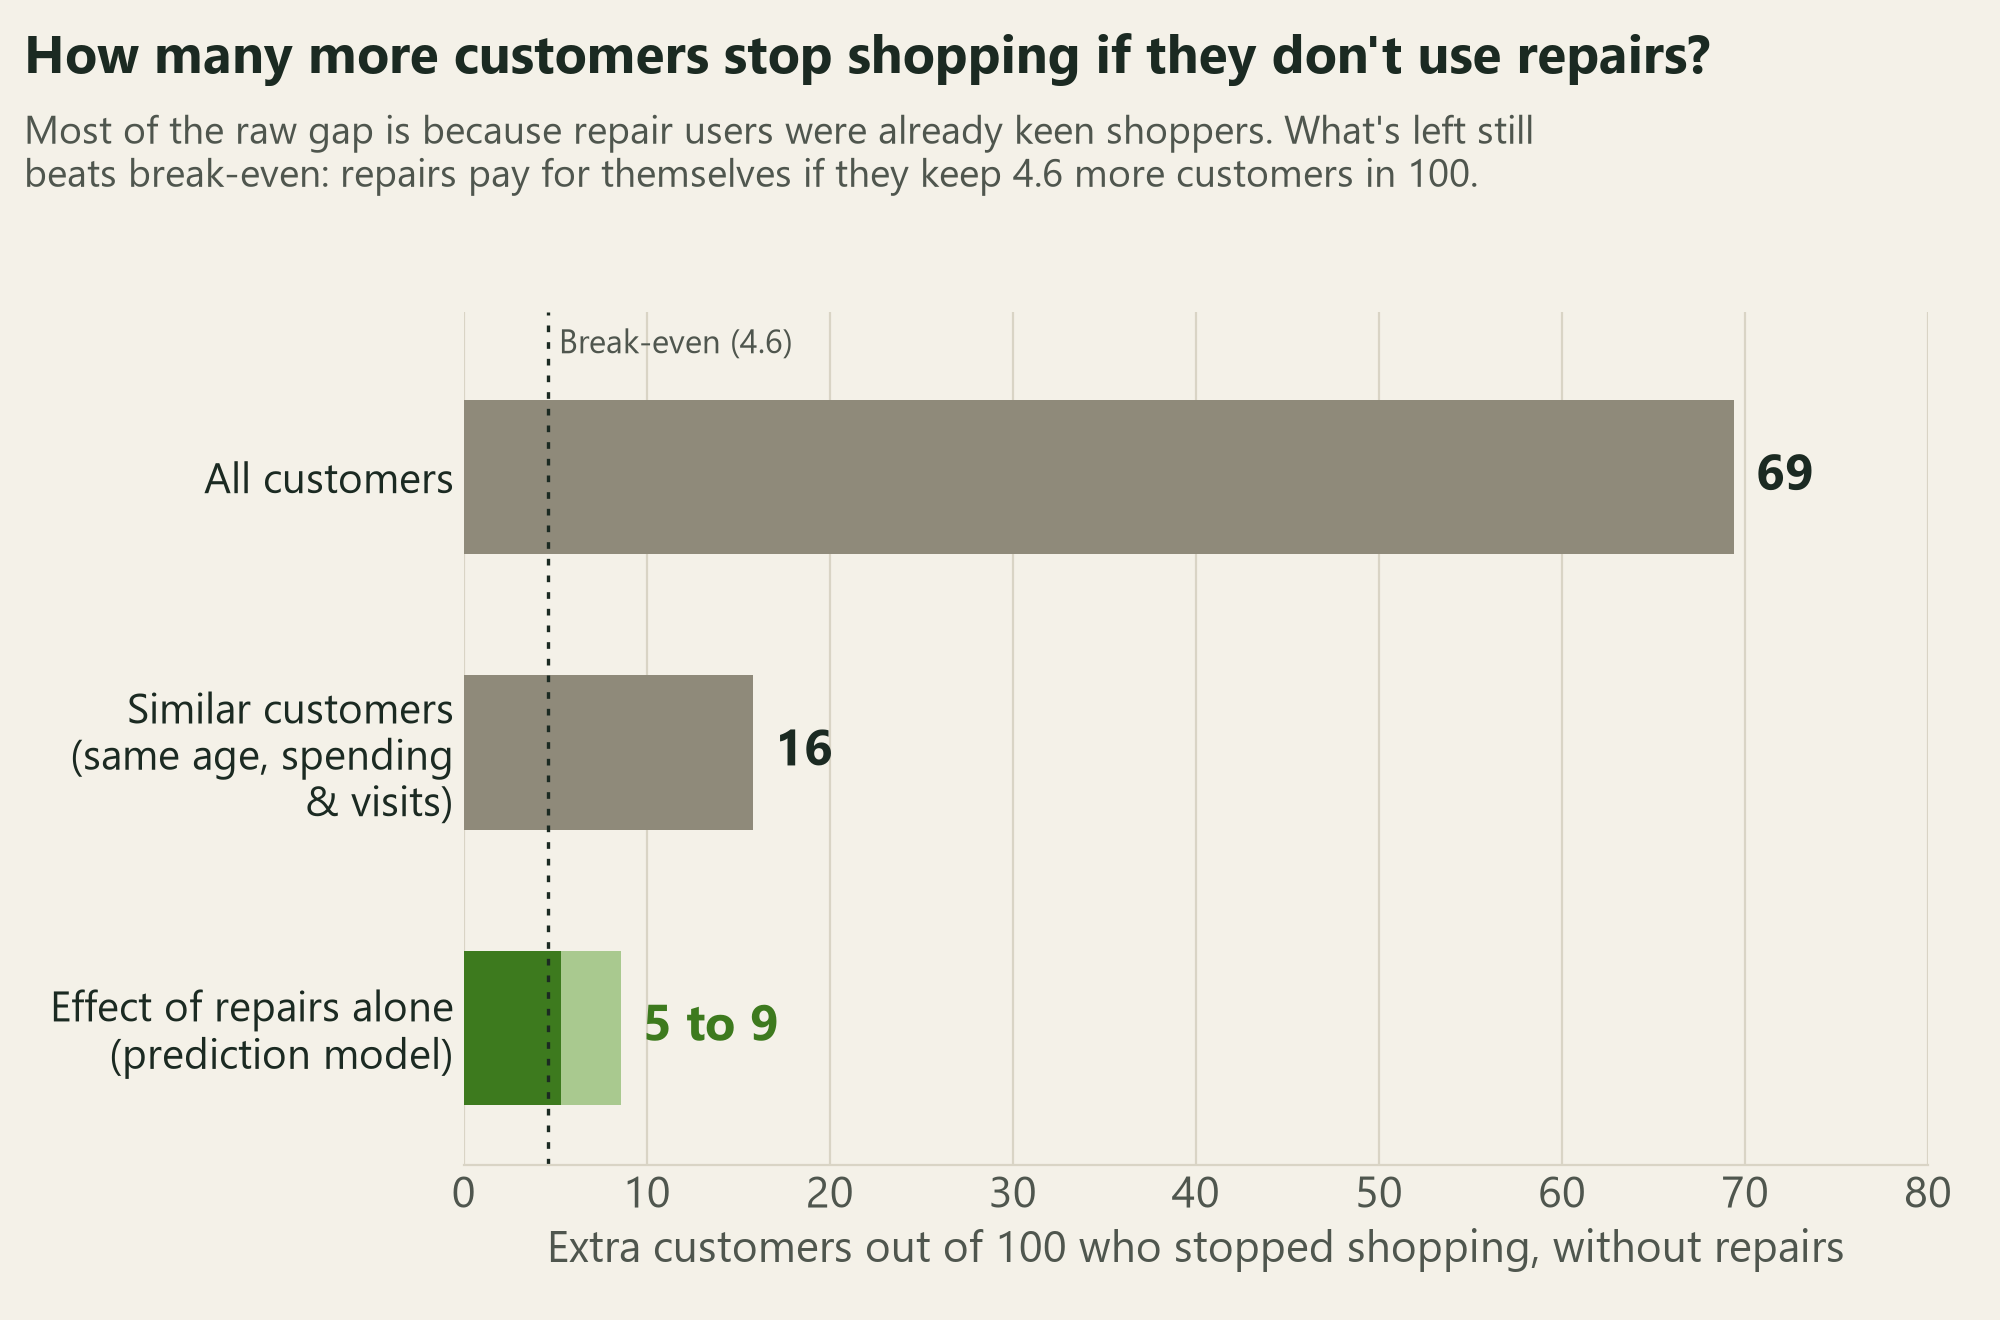 How many more customers stop shopping if they don't use repairs?
Most of the raw gap is because repair users were already keen shoppers. What's left still
beats break-even: repairs pay for themselves if they keep 4.6 more customers in 100.
Break-even (4.6)
All customers
69
Similar customers
(same age, spending
& visits)
16
Effect of repairs alone
(prediction model)
5 to 9
0 10 20 30 40 50 60 70 80
Extra customers out of 100 who stopped shopping, without repairs